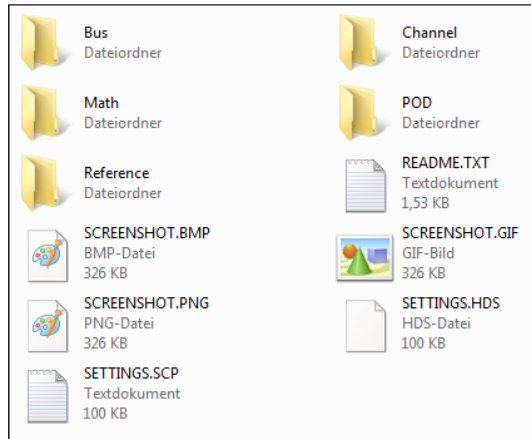 Bus
Dateiordner
Channel
Dateiordner
Math
Dateiordner
POD
Dateiordner
Reference
Dateiordner
README.TXT
Textdokument
1,53 KB
SCREENSHOT.BMP
BMP-Datei
326 KB
SCREENSHOT.GIF
GIF-Bild
326 KB
SCREENSHOT.PNG
PNG-Datei
326 KB
SETTINGS.HDS
HDS-Datei
100 KB
SETTINGS.SCP
Textdokument
100 KB